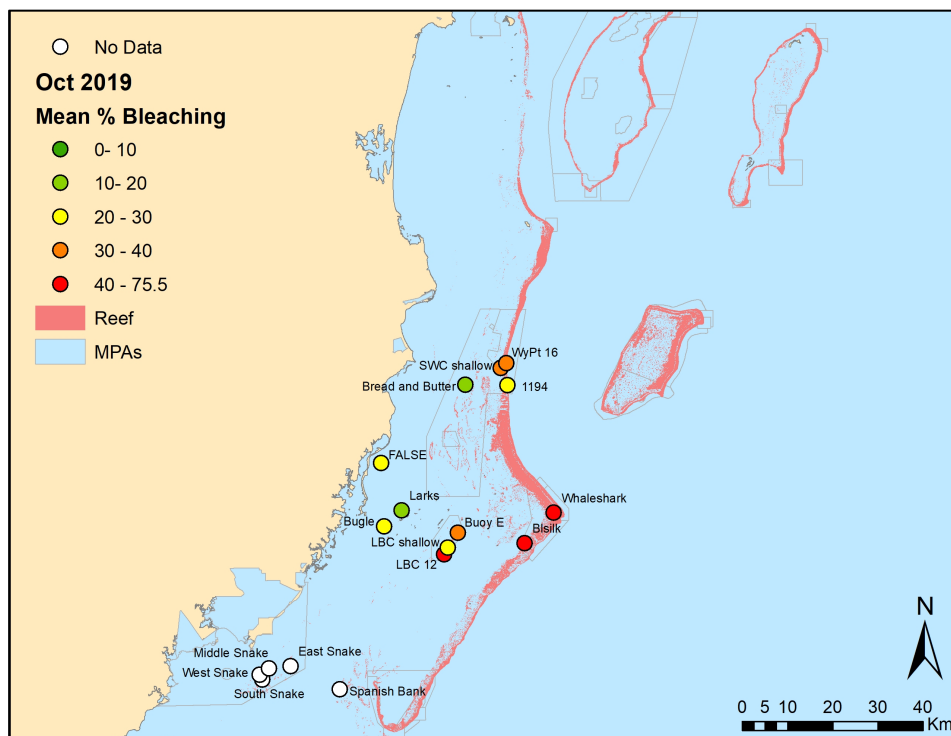 No Data
Oct 2019
Mean % Bleaching
0- 10
10- 20
20 - 30
30 - 40
40 - 75.5
Reef
MPAs
WyPt 16
SWC shallow
Bread and Butter
1194
FALSE
Larks
Whaleshark
Bugle
Buoy E
LBC shallow
Blsilk
LBC 12
Middle Snake
East Snake
West Snake
South Snake
Spanish Bank
N
0 5 10 20 30 40
Km